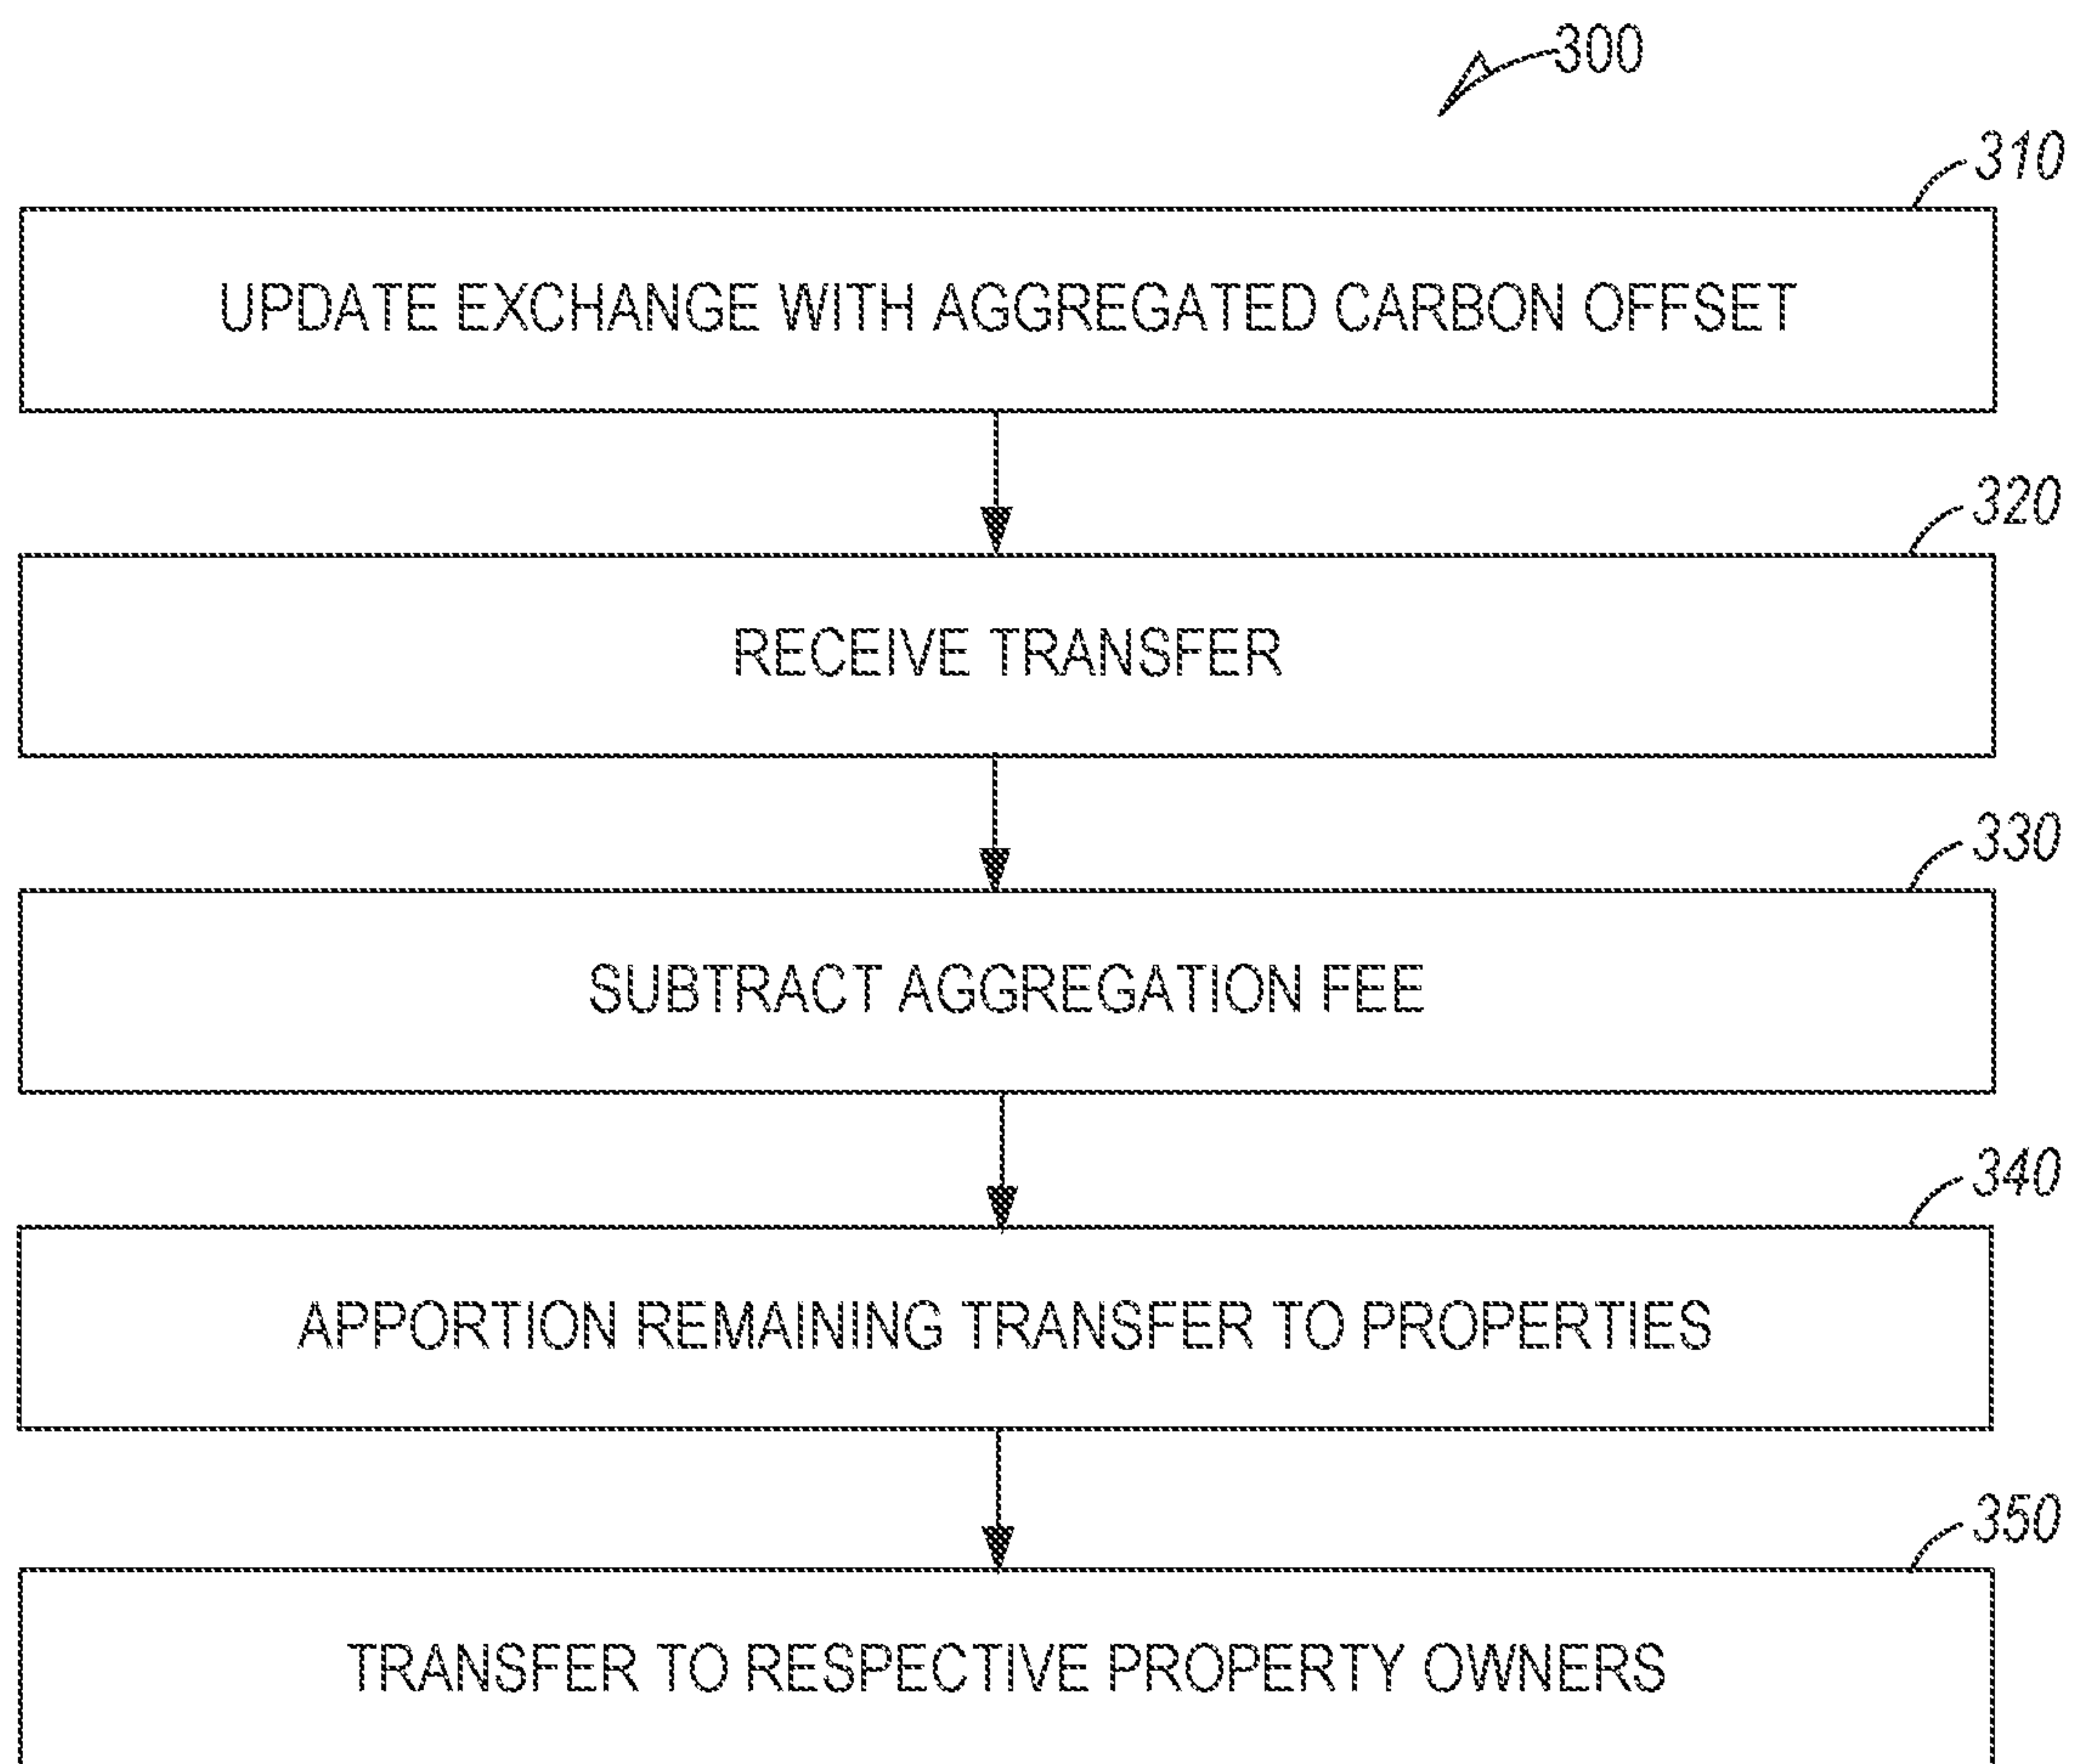 300
310
UPDATE EXCHANGE WITH AGGREGATED CARBON OFFSET
320
RECEIVE TRANSFER
330
SUBTRACT AGGREGATION FEE
340
APPORTION REMAINING TRANSFER TO PROPERTIES
350
TRANSFER TO RESPECTIVE PROPERTY OWNERS